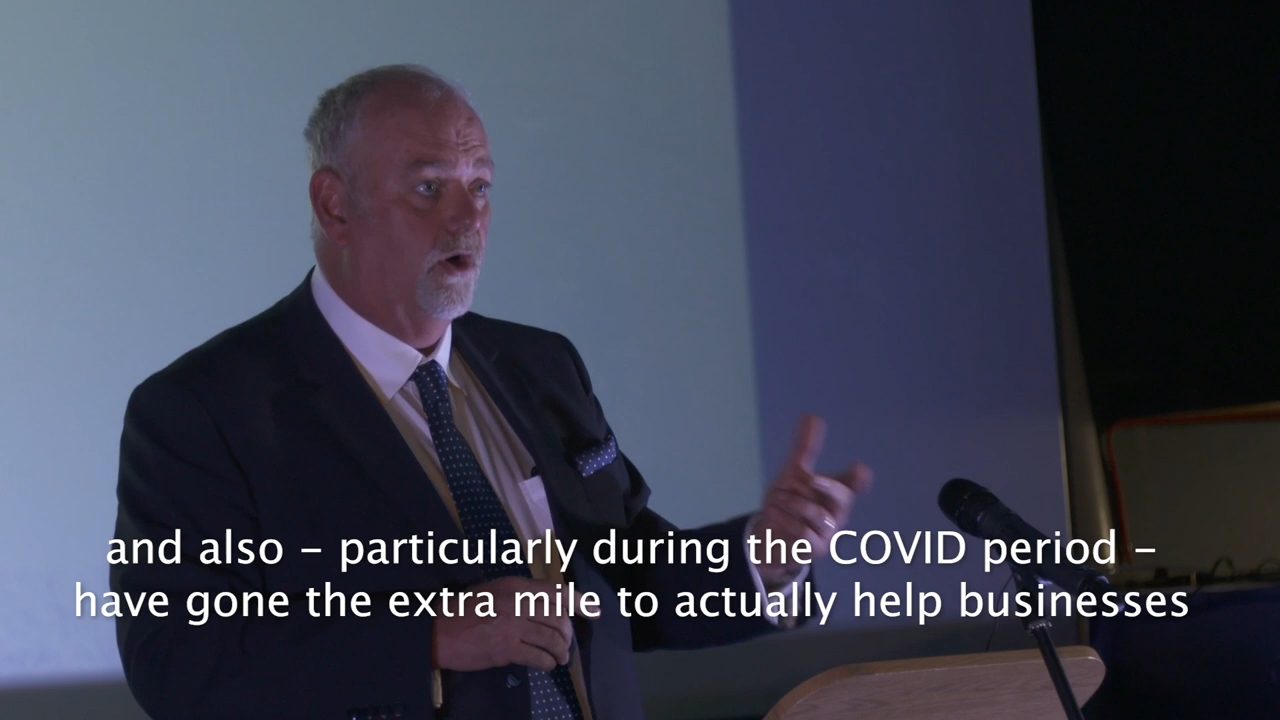 and also – particularly during the COVID period –
have gone the extra mile to actually help businesses